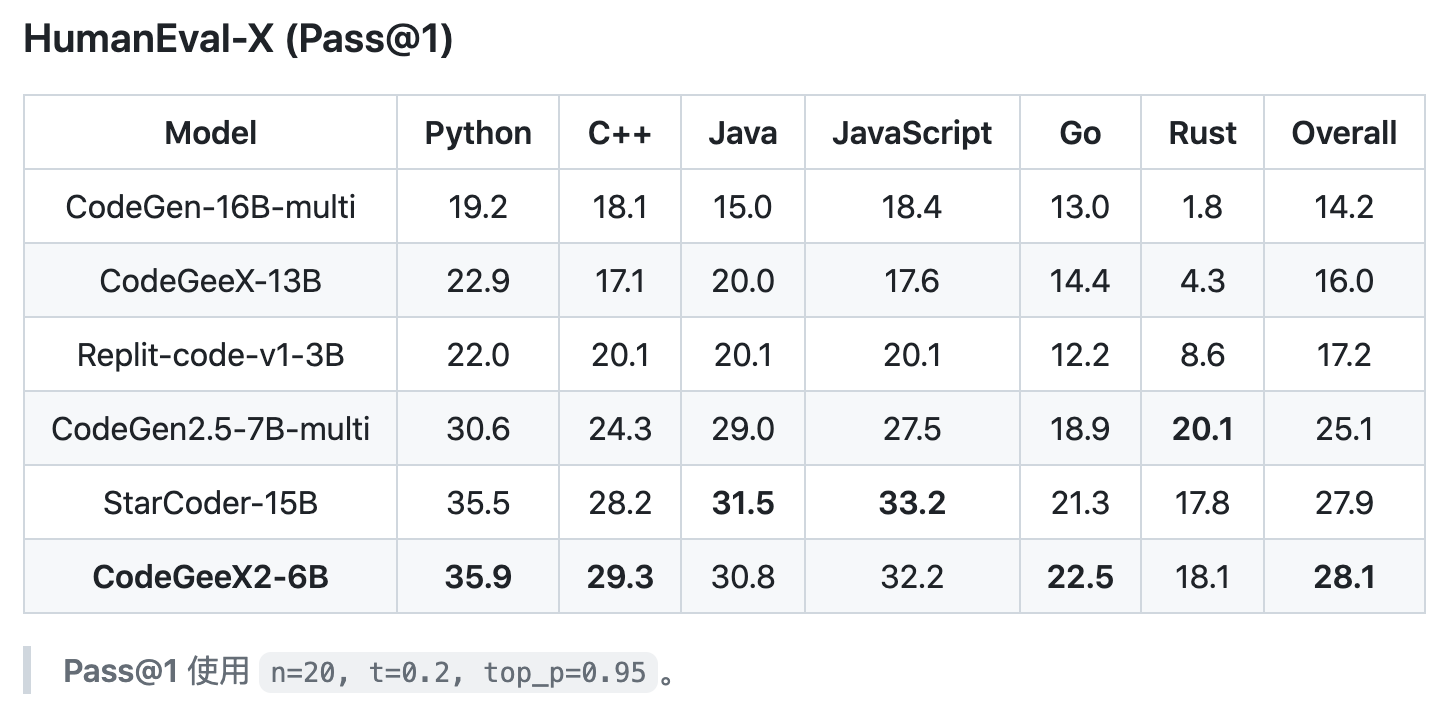 HumanEval-X (Pass@1)
Model Python C++ Java JavaScript Go Rust Overall
CodeGen-16B-multi 19.2 18.1 15.0 18.4 13.0 1.8 14.2
CodeGeeX-13B 22.9 17.1 20.0 17.6 14.4 4.3 16.0
Replit-code-v1-3B 22.0 20.1 20.1 20.1 12.2 8.6 17.2
CodeGen2.5-7B-multi 30.6 24.3 29.0 27.5 18.9 20.1 25.1
StarCoder-15B 35.5 28.2 31.5 33.2 21.3 17.8 27.9
CodeGeeX2-6B 35.9 29.3 30.8 32.2 22.5 18.1 28.1
Pass@1 使用 n=20, t=0.2, top_p=0.95 。